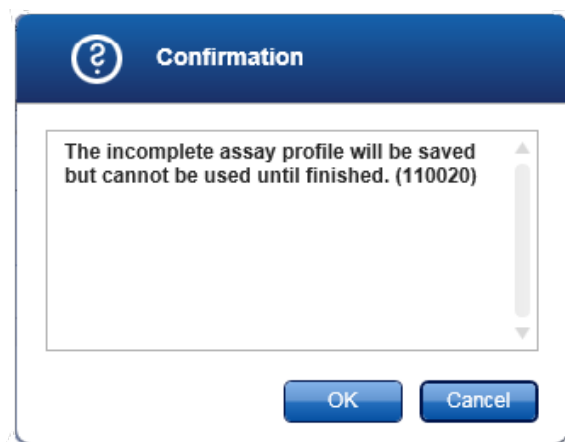 Confirmation
The incomplete assay profile will be saved
but cannot be used until finished. (110020)
OK
Cancel